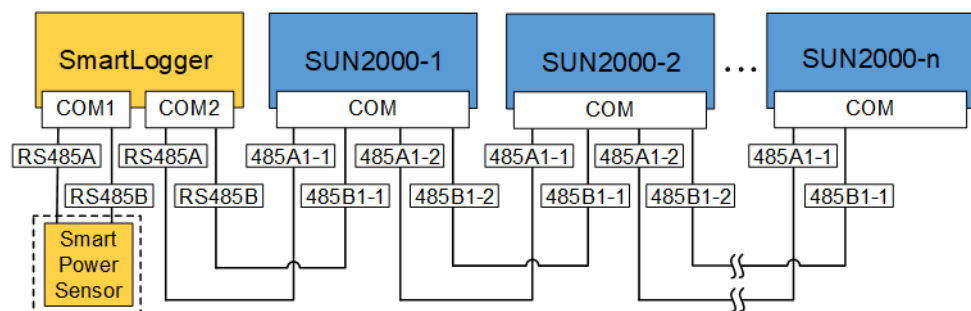 SmartLogger
SUN2000-1
SUN2000-2
...
SUN2000-n
COM1
COM2
COM
COM
COM
RS485A
RS485A
485A1-1
485A1-2
485A1-1
485A1-2
485A1-1
RS485B
RS485B
485B1-1
485B1-2
485B1-1
485B1-2
485B1-1
Smart
Power
Sensor